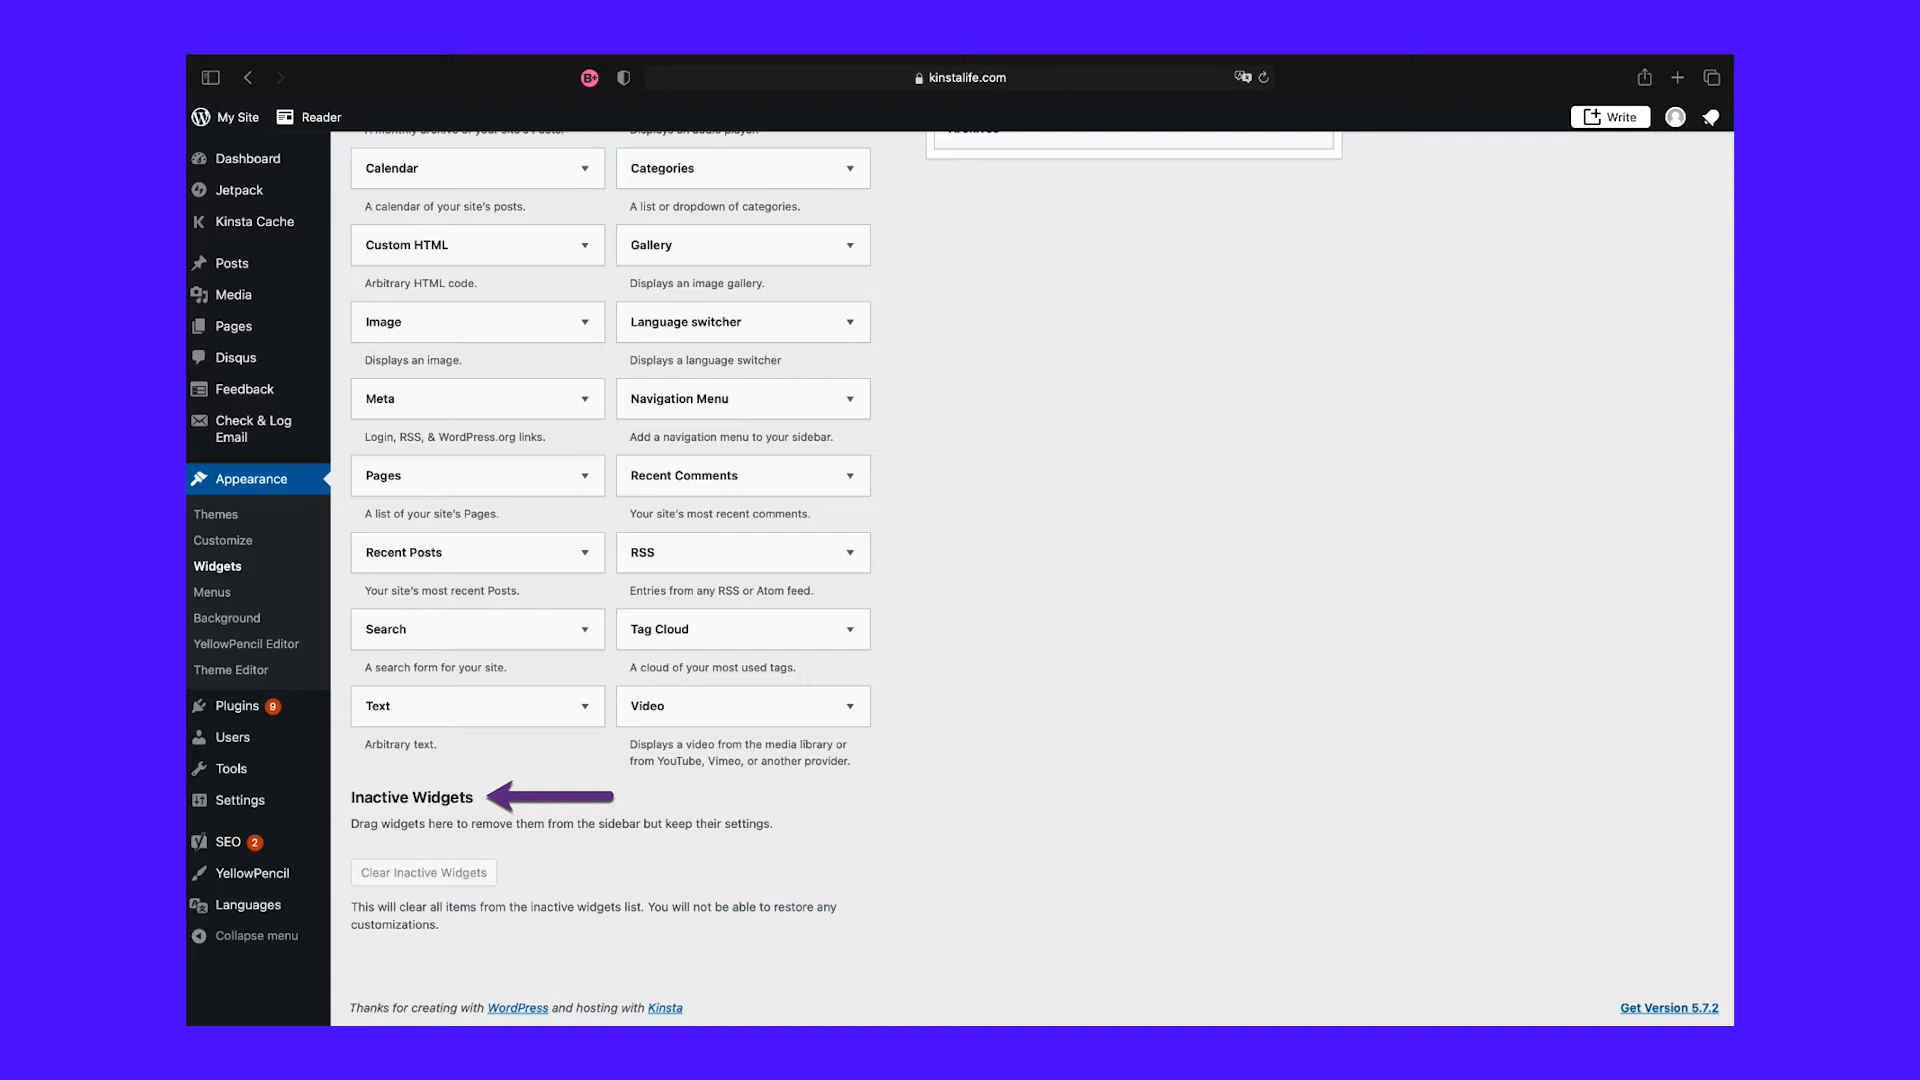 B+
kinstalife.com
My Site
Reader
Write
Dashboard
Jetpack
Kinsta Cache
Posts
Media
Pages
Disqus
Feedback
Check & Log
Email
Appearance
Themes
Customize
Widgets
Menus
Background
YellowPencil Editor
Theme Editor
Plugins 9
Users
Tools
Settings
SEO 2
YellowPencil
Languages
Collapse menu
A monthly archive of your site's Posts.
Displays an audio player.
Archives
Calendar
Categories
A calendar of your site's posts.
A list or dropdown of categories.
Custom HTML
Gallery
Arbitrary HTML code.
Displays an image gallery.
Image
Language switcher
Displays an image.
Displays a language switcher
Meta
Navigation Menu
Login, RSS, & WordPress.org links.
Add a navigation menu to your sidebar.
Pages
Recent Comments
A list of your site's Pages.
Your site's most recent comments.
Recent Posts
RSS
Your site's most recent Posts.
Entries from any RSS or Atom feed.
Search
Tag Cloud
A search form for your site.
A cloud of your most used tags.
Text
Video
Arbitrary text.
Displays a video from the media library or
from YouTube, Vimeo, or another provider.
Inactive Widgets
Drag widgets here to remove them from the sidebar but keep their settings.
Clear Inactive Widgets
This will clear all items from the inactive widgets list. You will not be able to restore any
customizations.
Thanks for creating with WordPress and hosting with Kinsta
Get Version 5.7.2